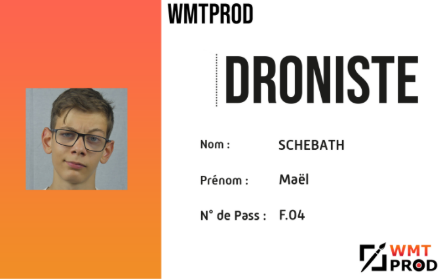 WMTPROD
DRONISTE
Nom : SCHEBATH
Prénom : Maël
N° de Pass : F.04
WMT
PROD